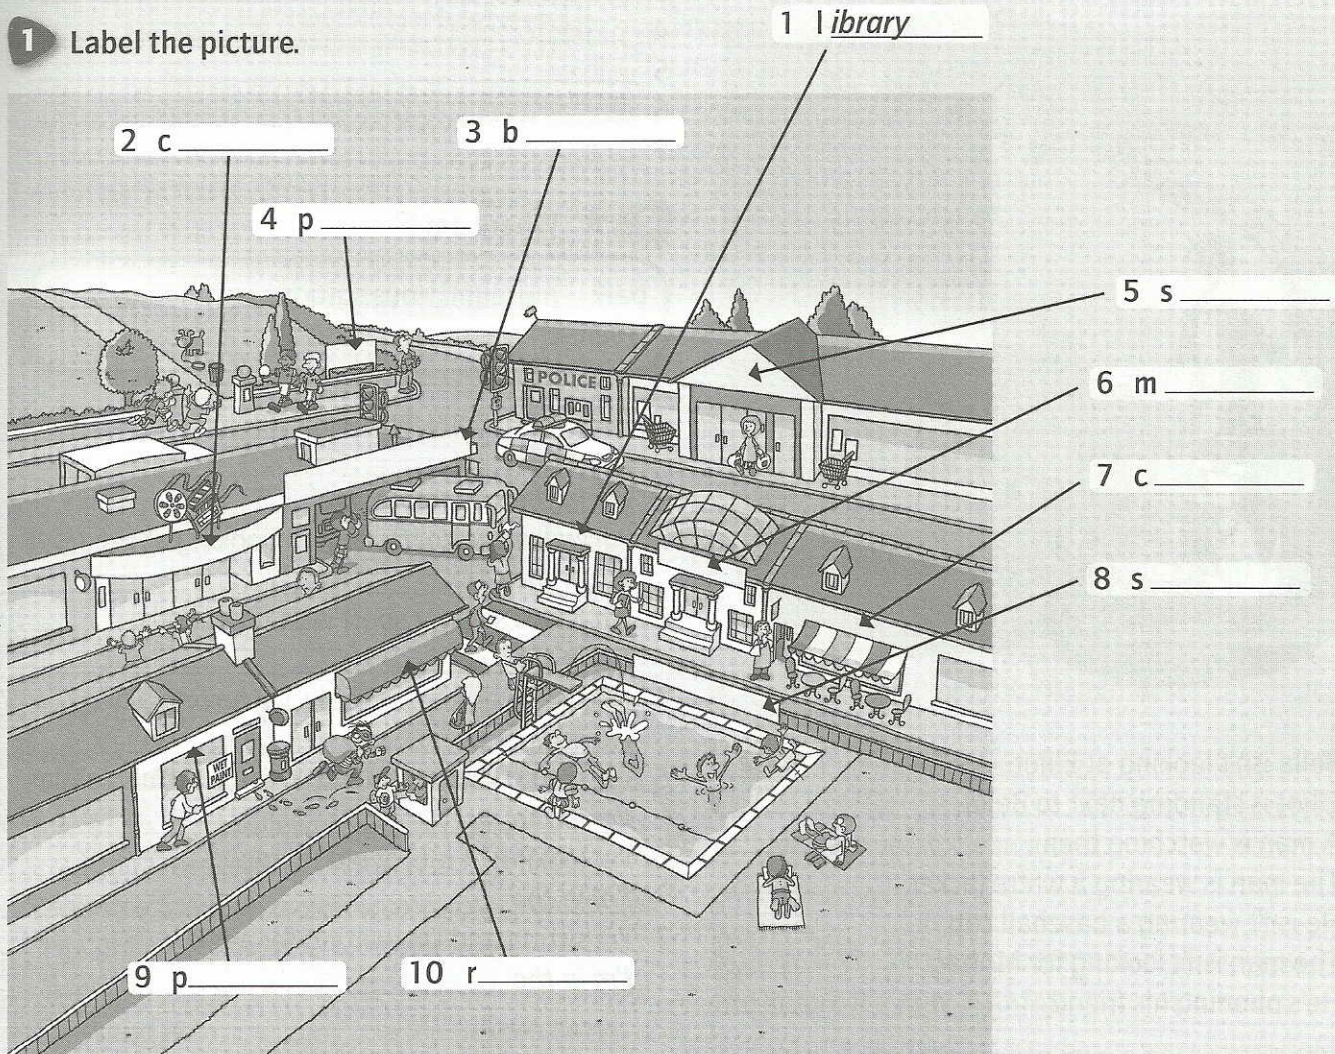 1 Label the picture.
1 library
2 c
3 b
4 p
5 s
6 m
7 c
8 s
POLICE
WET
PAINT
9 p
10 r